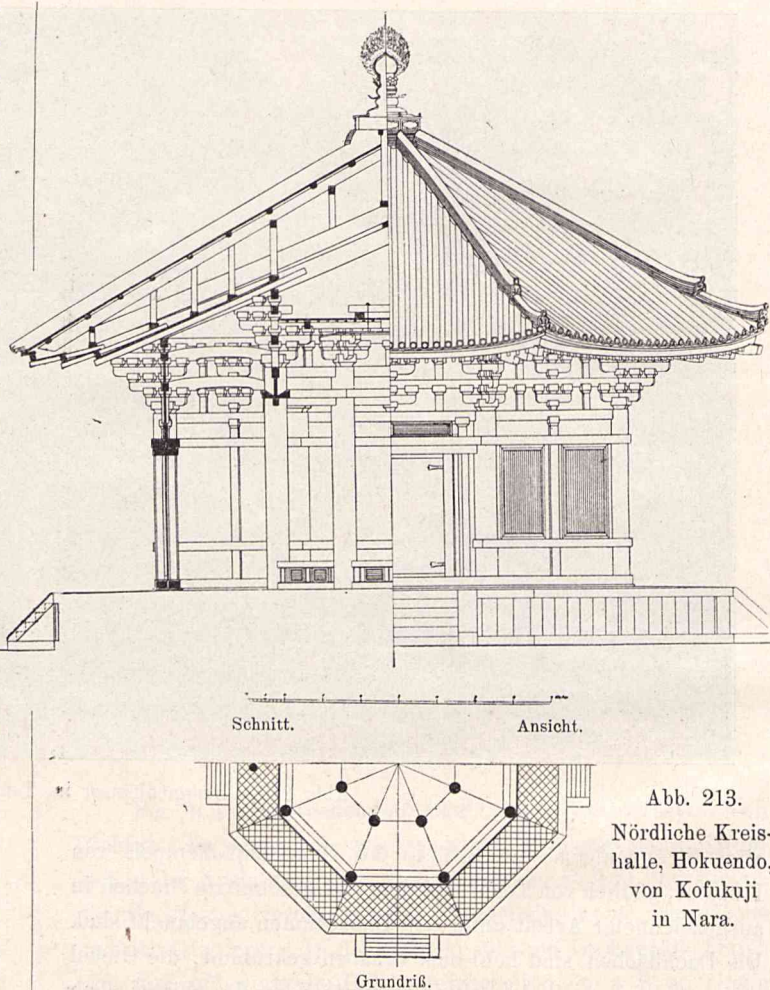 Schnitt.
Ansicht.
Abb. 213.
Nördliche Kreis-
halle, Hokuendo,
von Kofukuji
in Nara.
Grundriß.